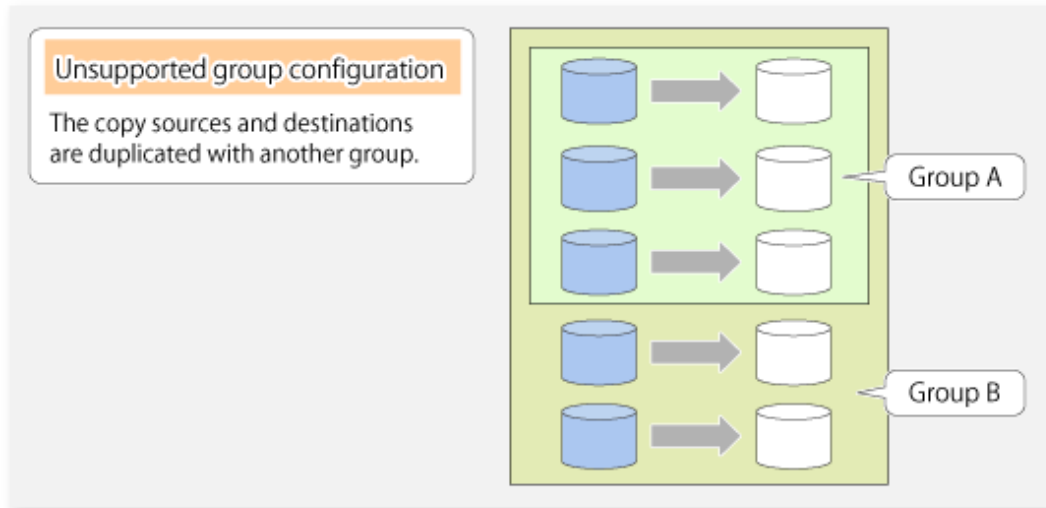 Unsupported group configuration
The copy sources and destinations
are duplicated with another group.
Group A
Group B